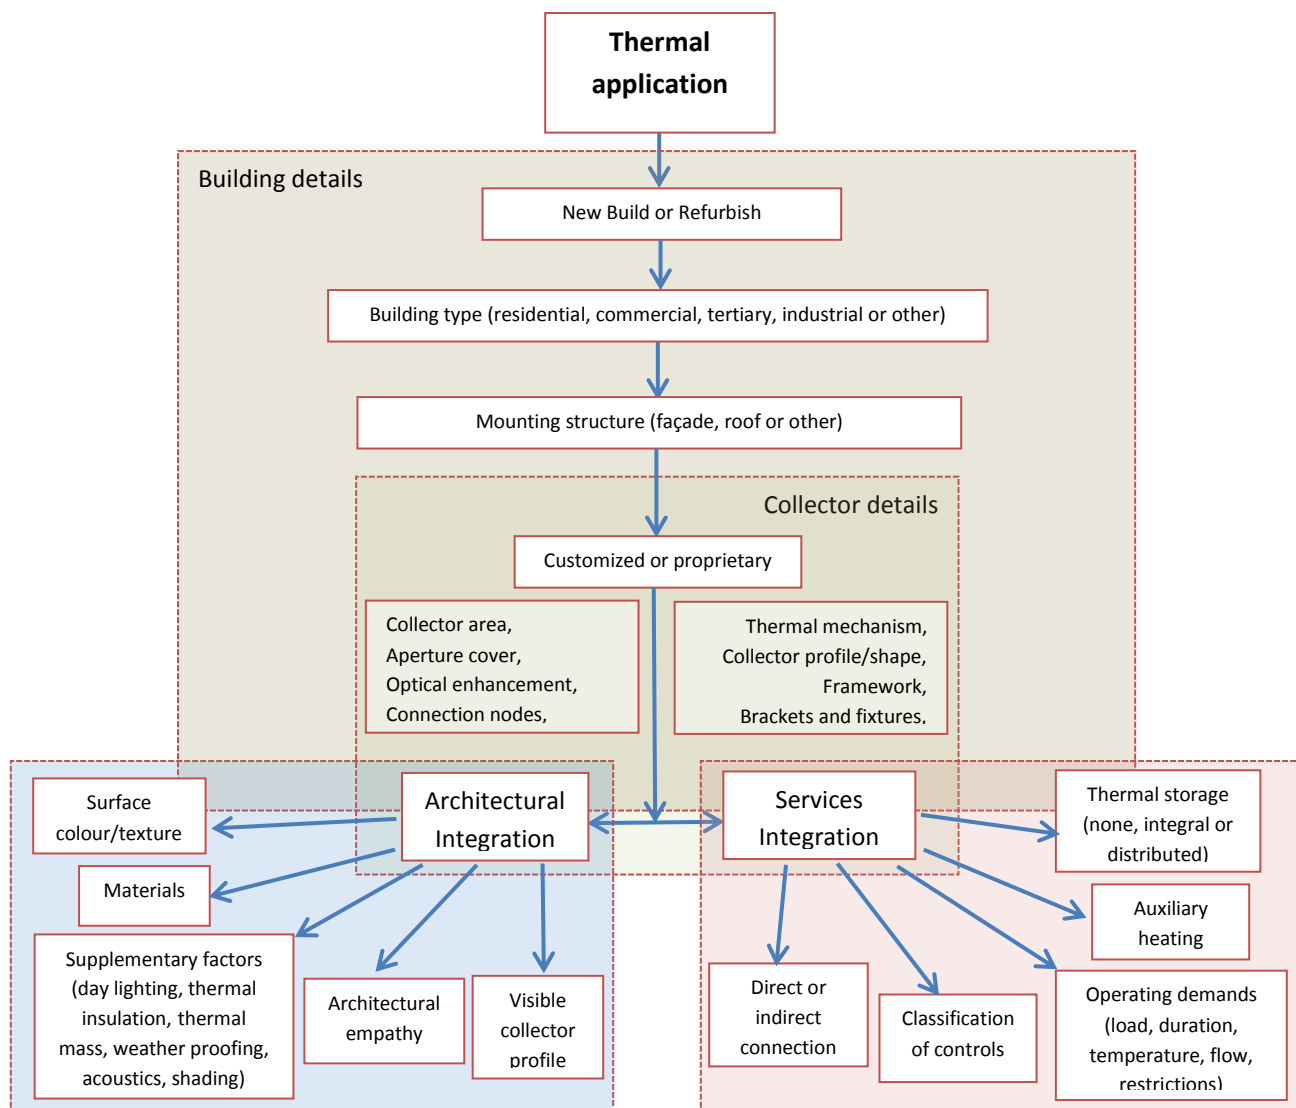 Thermal
application
Building details
New Build or Refurbish
Building type (residential, commercial, tertiary, industrial or other)
Mounting structure (façade, roof or other)
Collector details
Customized or proprietary
Collector area,
Aperture cover,
Optical enhancement,
Connection nodes,
Thermal mechanism,
Collector profile/shape,
Framework,
Brackets and fixtures.
Architectural
Integration
Services
Integration
Surface
colour/texture
Materials
Supplementary factors
(day lighting, thermal
insulation, thermal
mass, weather proofing,
acoustics, shading)
Architectural
empathy
Visible
collector
profile
Direct or
indirect
connection
Classification
of controls
Thermal storage
(none, integral or
distributed)
Auxiliary
heating
Operating demands
(load, duration,
temperature, flow,
restrictions)